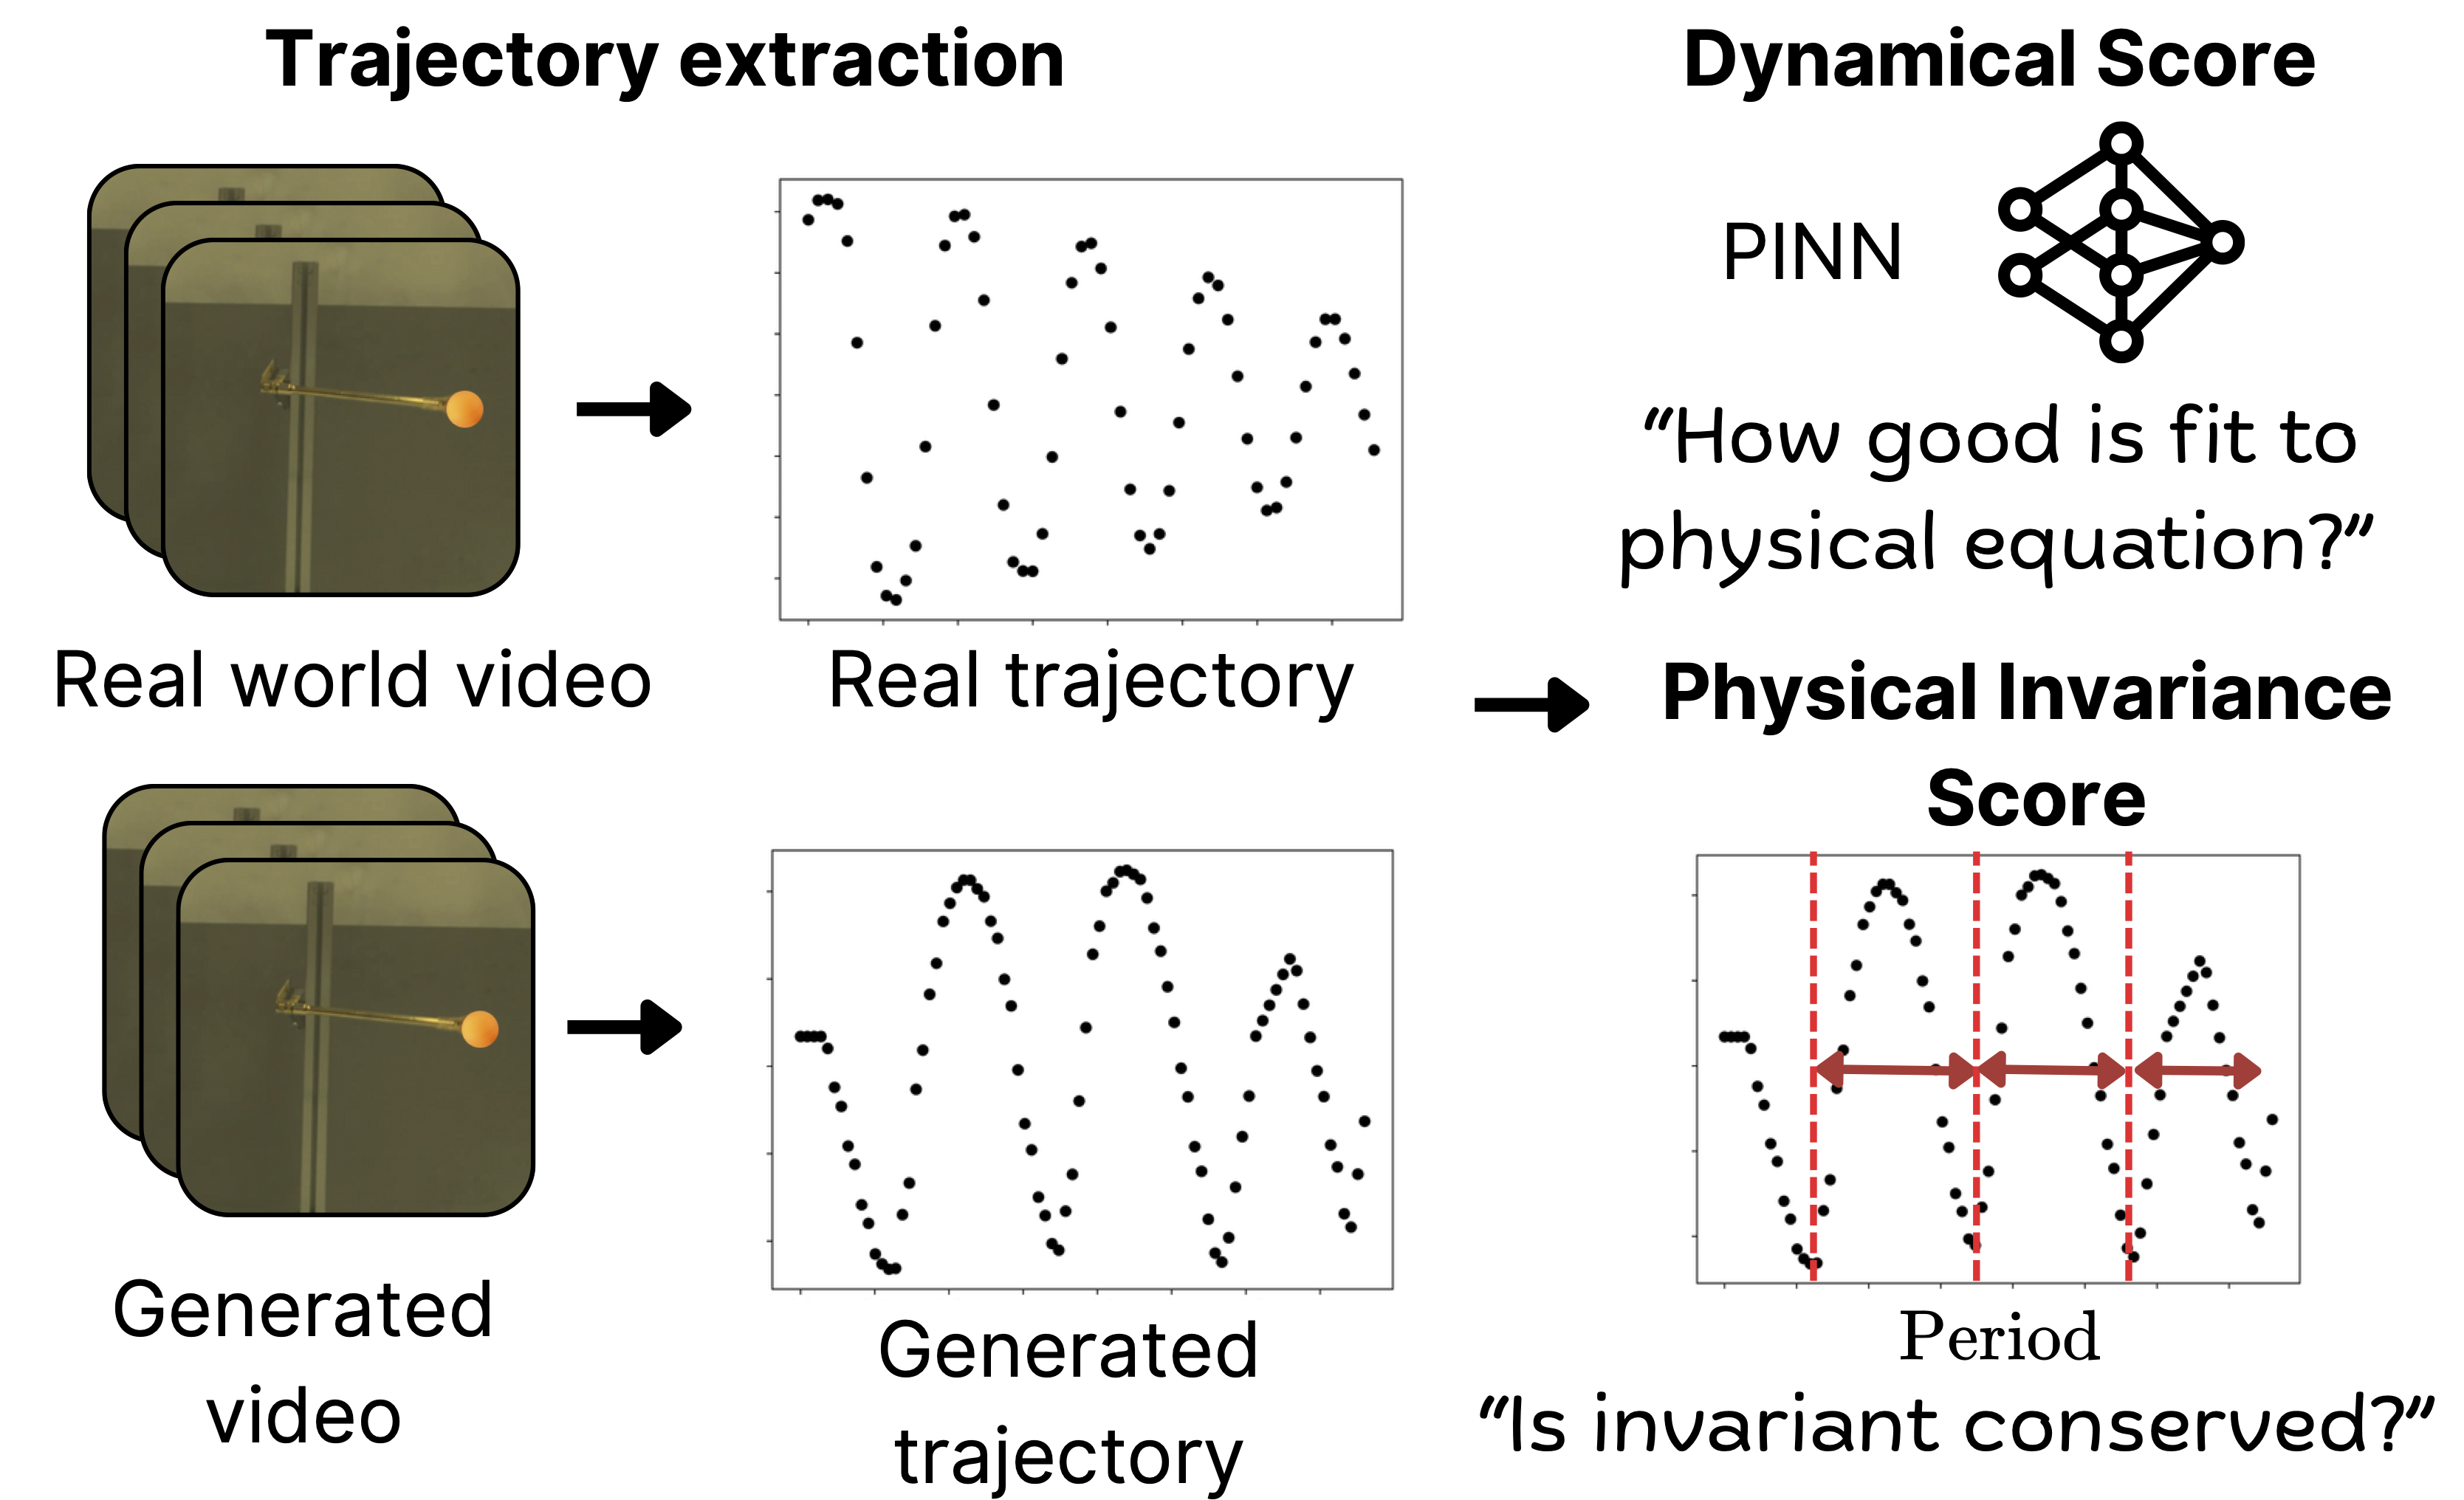 Trajectory extraction
Real world video
Real trajectory
Generated
video
Generated
trajectory
Dynamical Score
PINN
“How good is fit to
physical equation?”
Physical Invariance
Score
Period
“Is invariant conserved?”